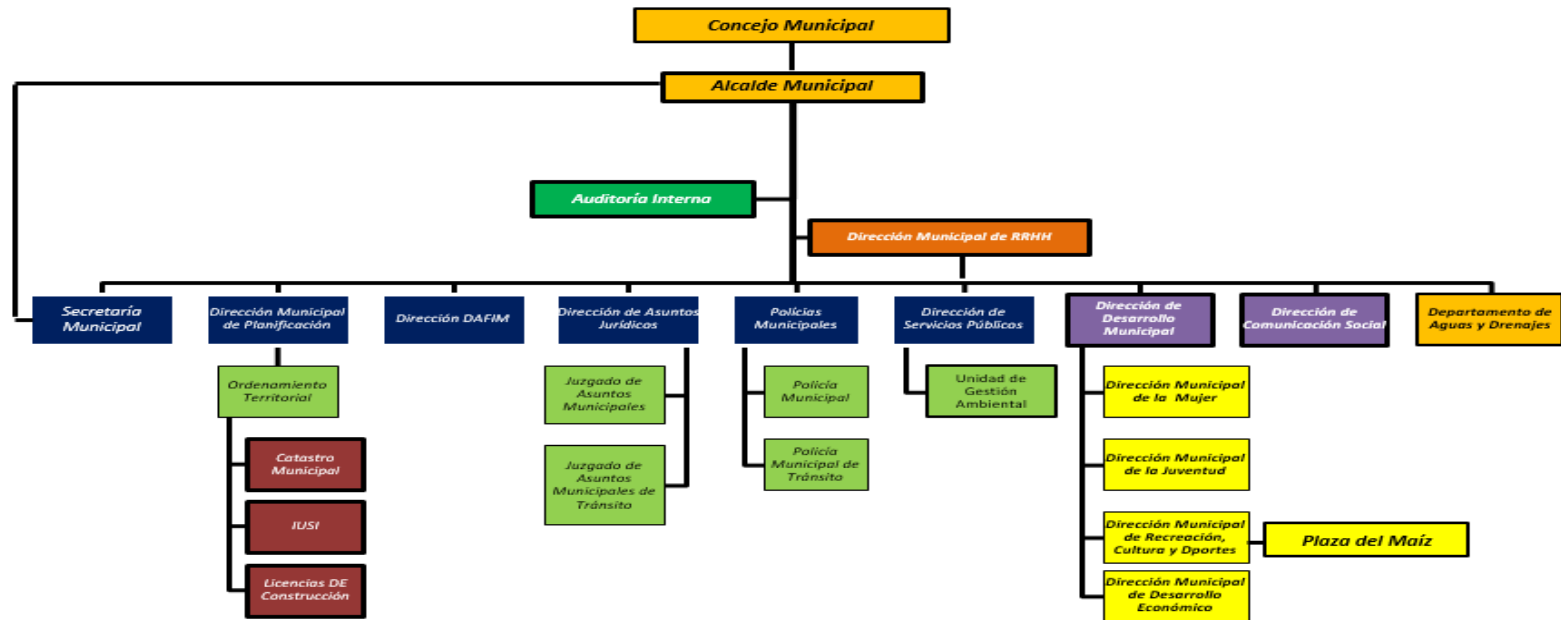 Concejo Municipal
Alcalde Municipal
Auditoría Interna
Dirección Municipal de RRHH
Secretaría
Municipal
Dirección Municipal
de Planificación
Dirección DAFIM
Dirección de Asuntos
Jurídicos
Polícias
Municipales
Dirección de
Servicios Públicos
Dirección de
Desarrollo
Municipal
Dirección de
Comunicación Social
Departamento de
Aguas y Drenajes
Ordenamiento
Territorial
Juzgado de
Asuntos
Municipales
Policía
Municipal
Unidad de
Gestión
Ambiental
Dirección Municipal
de la Mujer
Catastro
Municipal
Juzgado de
Asuntos
Municipales de
Tránsito
Policía
Municipal de
Tránsito
Dirección Municipal
de la Juventud
IUSI
Dirección Municipal
de Recreación,
Cultura y Dportes
Plaza del Maíz
Licencias DE
Construcción
Dirección Municipal
de Desarrollo
Económico